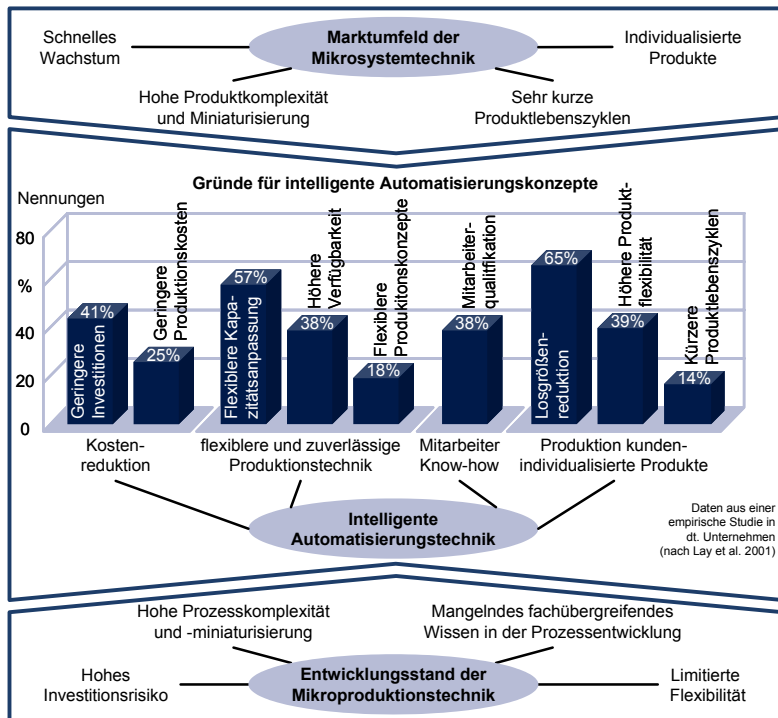 Schnelles
Wachstum
Marktumfeld der
Mikrosystemtechnik
Individualisierte
Produkte
Hohe Produktkomplexität
und Miniaturisierung
Sehr kurze
Produktlebenszyklen
Gründe für intelligente Automatisierungskonzepte
Nennungen
80
%
40
20
0
41%
Geringere
Investitionen
25%
Geringere
Produktionskosten
57%
Flexiblere Kapa-
zitätsanpassung
38%
Höhere
Verfügbarkeit
18%
Flexiblere
Produkitonskonzepte
38%
Mitarbeiter-
qualitfikation
65%
Losgrößen-
reduktion
39%
Höhere Produkt-
flexibilität
14%
Kürzere
Produktlebenszyklen
Kosten-
reduktion
flexiblere und zuverlässige
Produktionstechnik
Mitarbeiter
Know-how
Produktion kunden-
individualisierte Produkte
Intelligente
Automatisierungstechnik
Daten aus einer
empirische Studie in
dt. Unternehmen
(nach Lay et al. 2001)
Hohe Prozesskomplexität
und -miniaturisierung
Mangelndes fachübergreifendes
Wissen in der Prozessentwicklung
Hohes
Investitionsrisiko
Entwicklungsstand der
Mikroproduktionstechnik
Limitierte
Flexibilität